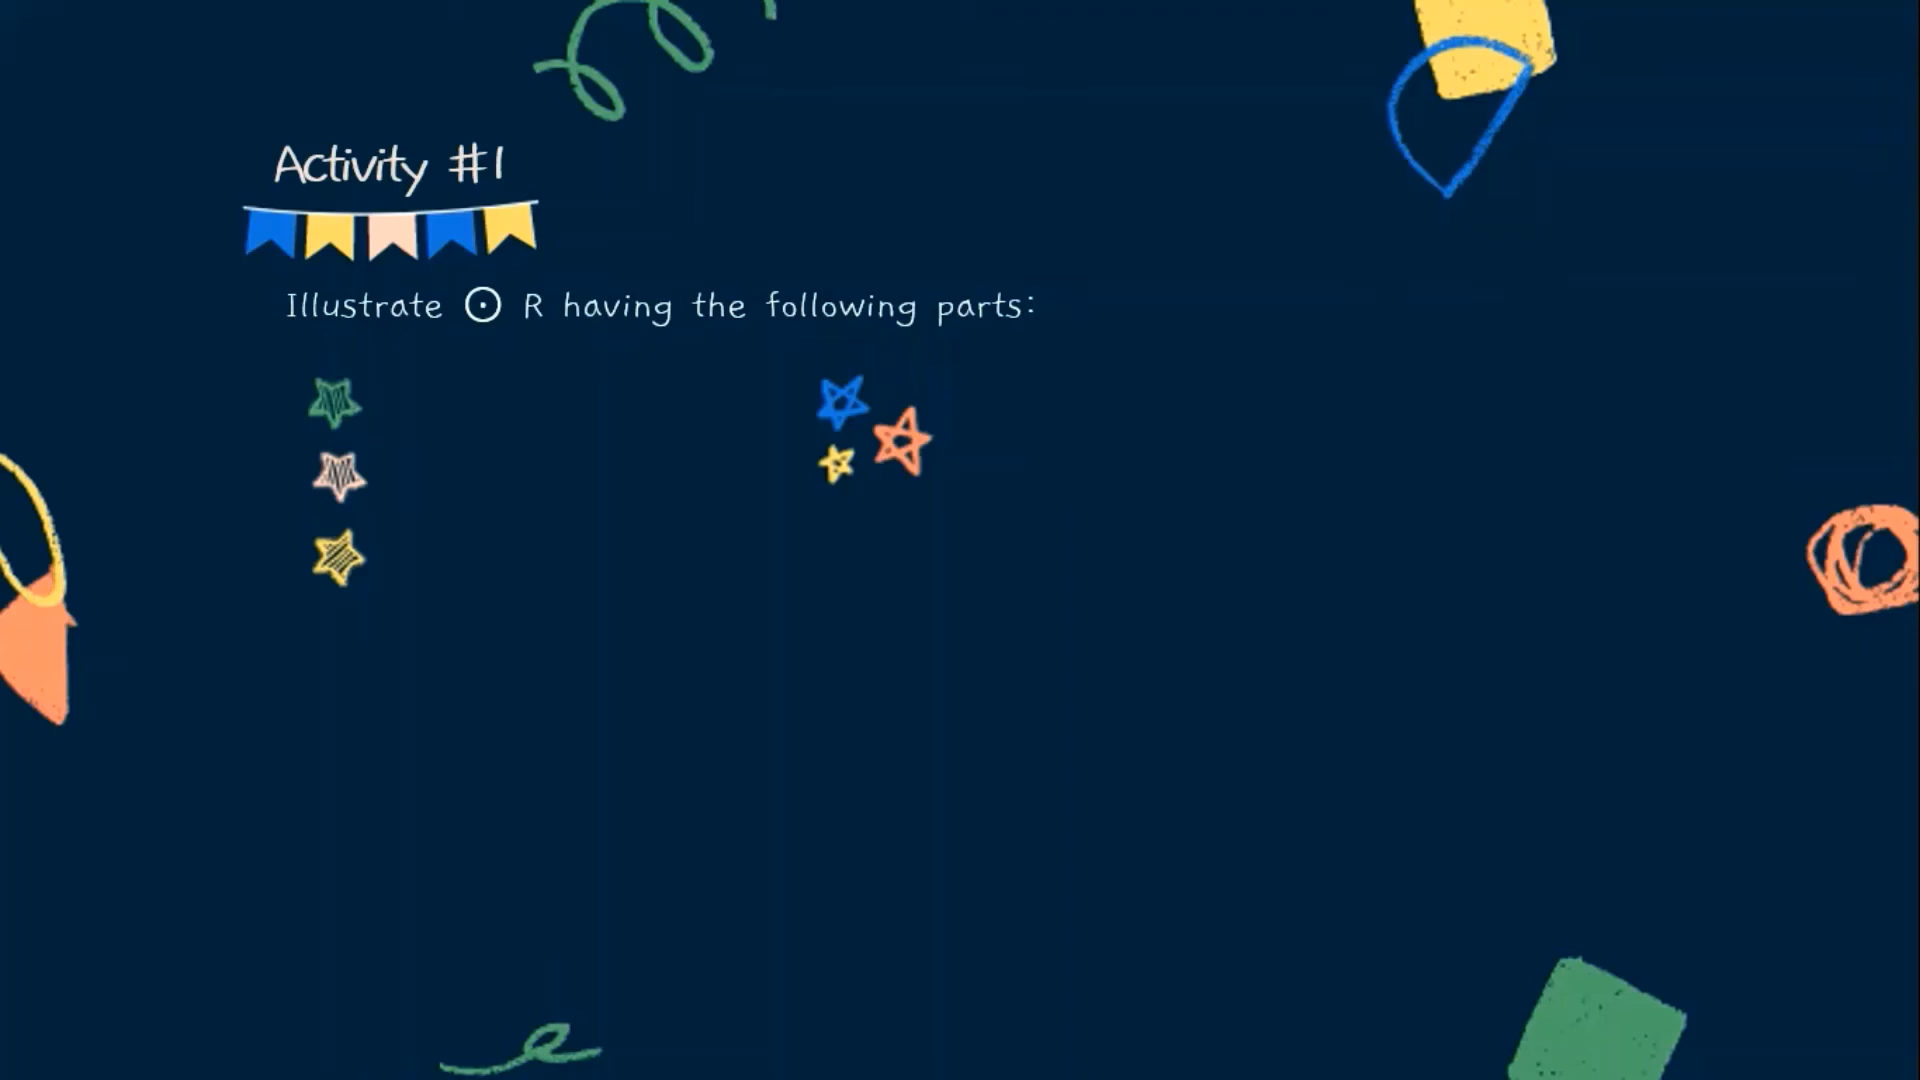 Activity #1
Illustrate ⊙ R having the following parts: